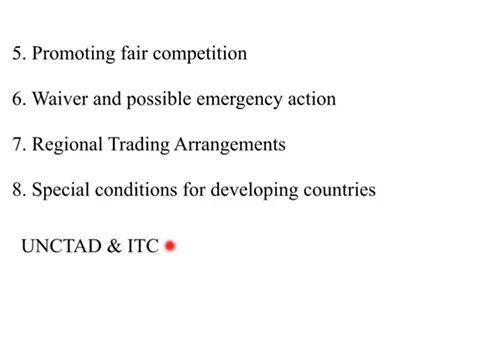 5. Promoting fair competition
6. Waiver and possible emergency action
7. Regional Trading Arrangements
8. Special conditions for developing countries
UNCTAD & ITC